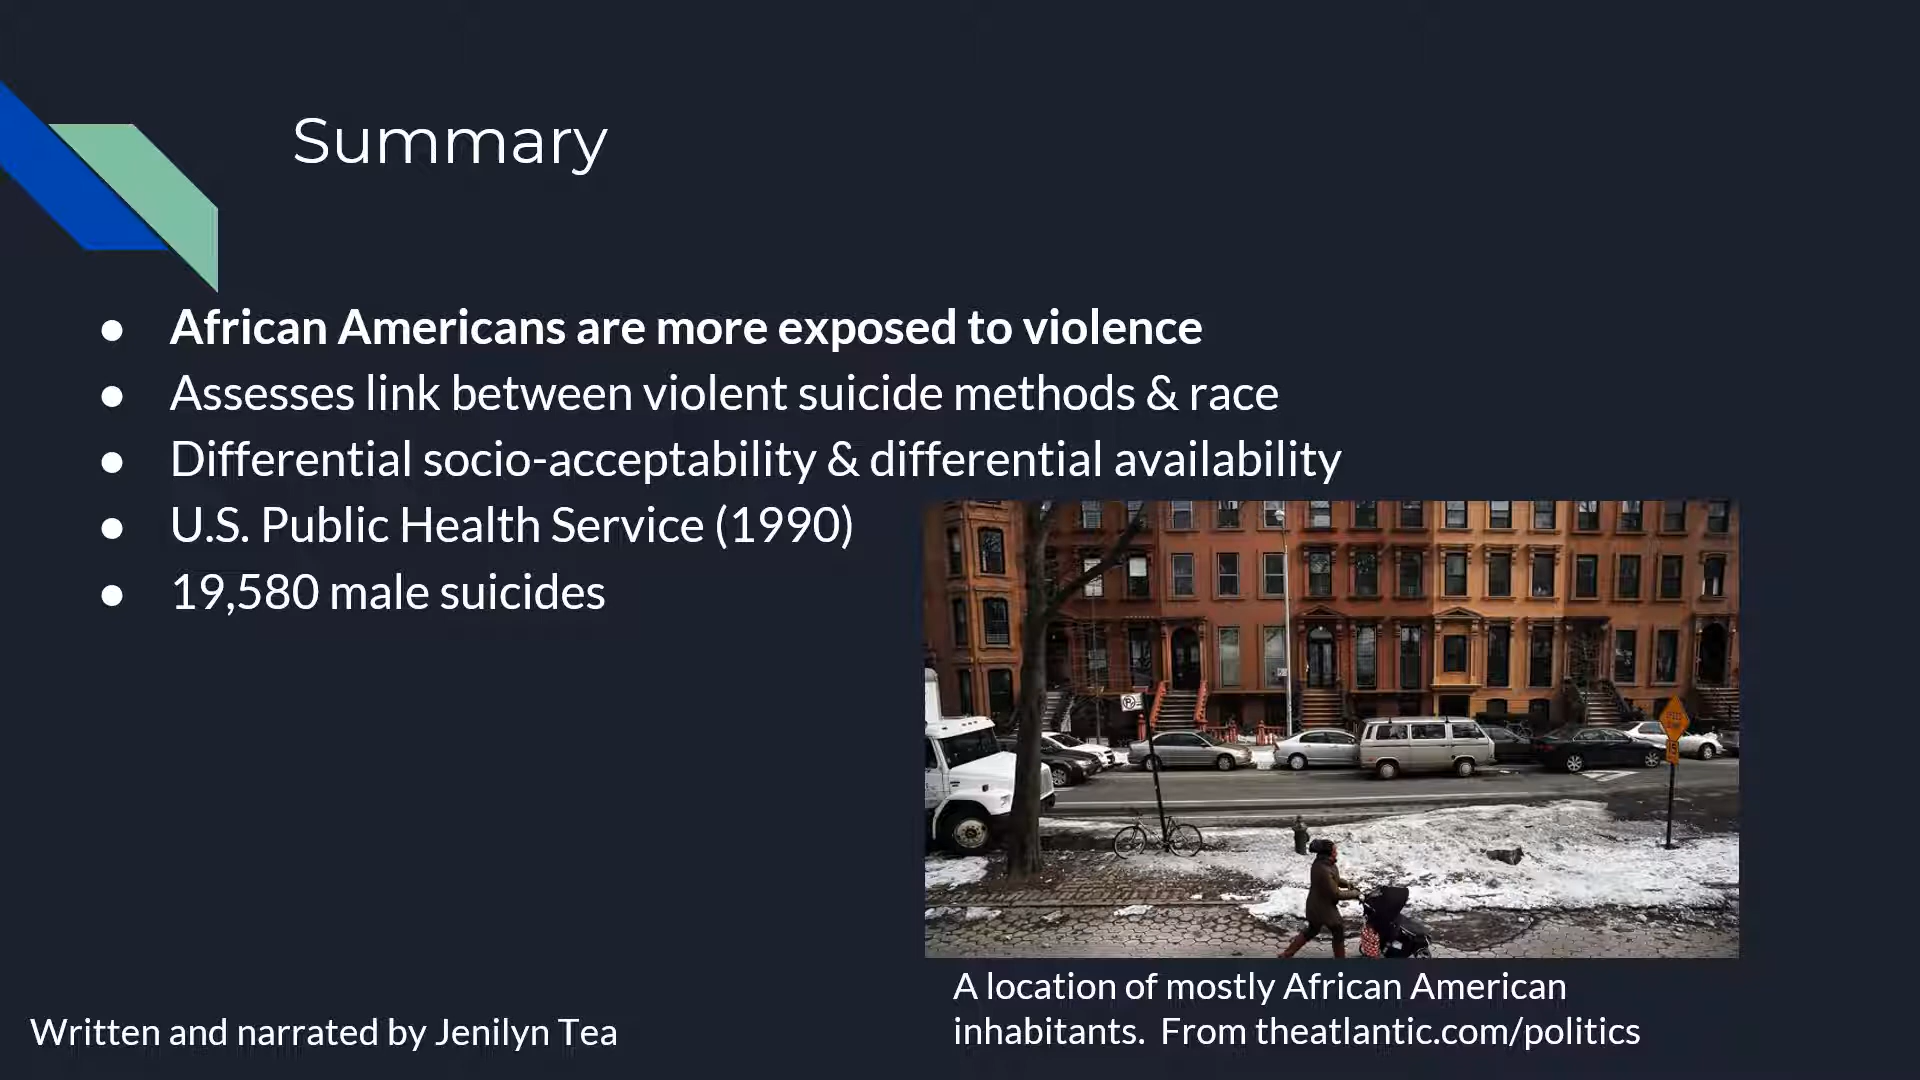 Summary
● African Americans are more exposed to violence
● Assesses link between violent suicide methods & race
● Differential socio-acceptability & differential availability
● U.S. Public Health Service (1990)
● 19,580 male suicides
A location of mostly African American
inhabitants.  From theatlantic.com/politics
Written and narrated by Jenilyn Tea